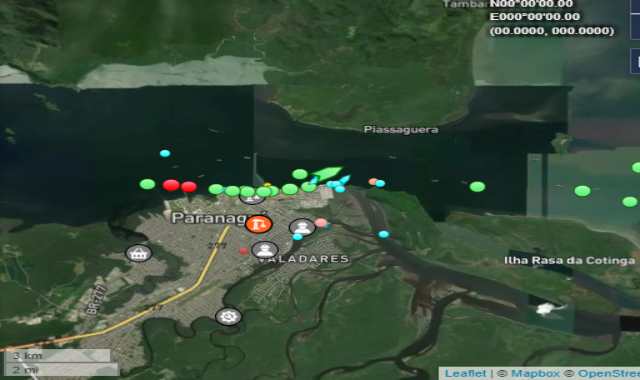 Tambar
N00°00'00.00
E000°00'00.00
(00.0000, 000.0000)
Piassaguera
Paranag
277
VALADARES
Ilha Rasa da Cotinga
BR-277
3 km
2 mi
Leaflet | © Mapbox © OpenStree